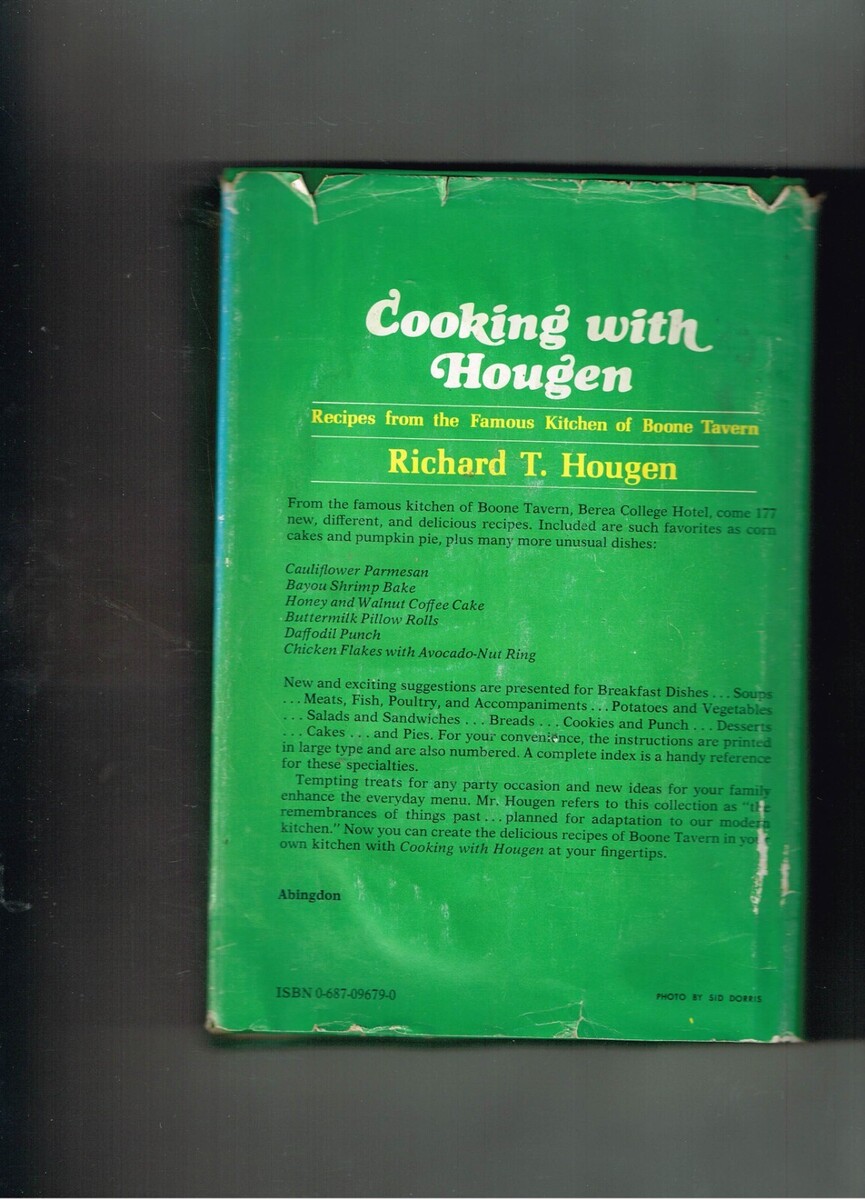 Cooking with
Hougen
Recipes from the Famous Kitchen of Boone Tavern
Richard T. Hougen
From the famous kitchen of Boone Tavern, Berea College Hotel, come 177
new, different, and delicious recipes. Included are such favorites as corn
cakes and pumpkin pie, plus many more unusual dishes:
Cauliflower Parmesan
Bayou Shrimp Bake
Honey and Walnut Coffee Cake
Buttermilk Pillow Rolls
Daffodil Punch
Chicken Flakes with Avocado-Nut Ring
New and exciting suggestions are presented for Breakfast Dishes ... Soups
... Meats, Fish, Poultry, and Accompaniments ... Potatoes and Vegetables
... Salads and Sandwiches ... Breads ... Cookies and Punch ... Desserts
... Cakes ... and Pies. For your convenience, the instructions are printed
in large type and are also numbered. A complete index is a handy reference
for these specialties.
Tempting treats for any party occasion and new ideas for your family
enhance the everyday menu. Mr. Hougen refers to this collection as "the
remembrances of things past ... planned for adaptation to our modern
kitchen." Now you can create the delicious recipes of Boone Tavern in your
own kitchen with Cooking with Hougen at your fingertips.
Abingdon
ISBN 0-687-09679-0
PHOTO BY SID DORRIS